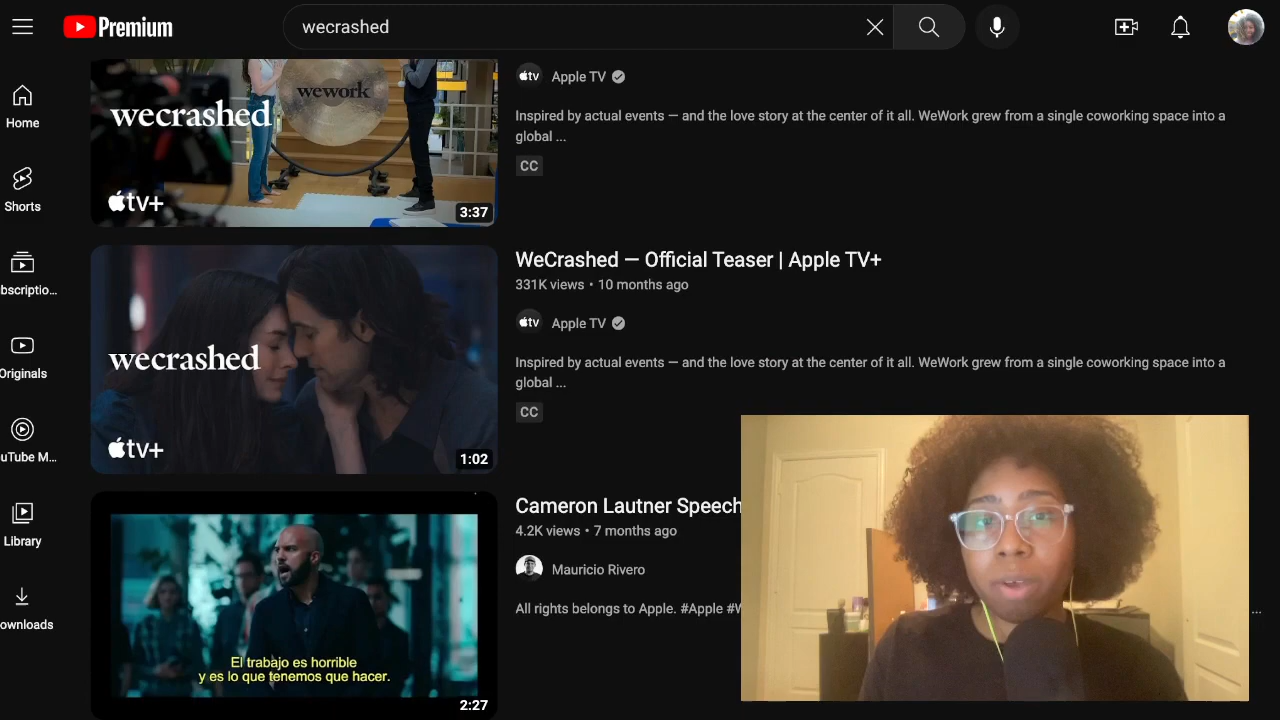 Premium
wecrashed
Home
Shorts
bscriptio...
Originals
uTube M...
Library
ownloads
wework
wecrashed
tv+
3:37
tv Apple TV
Inspired by actual events — and the love story at the center of it all. WeWork grew from a single coworking space into a
global ...
CC
wecrashed
tv+
1:02
WeCrashed — Official Teaser | Apple TV+
331K views • 10 months ago
tv Apple TV
Inspired by actual events — and the love story at the center of it all. WeWork grew from a single coworking space into a
global ...
CC
El trabajo es horrible
y es lo que tenemos que hacer.
2:27
Cameron Lautner Speech
4.2K views • 7 months ago
Mauricio Rivero
All rights belongs to Apple. #Apple #W
...